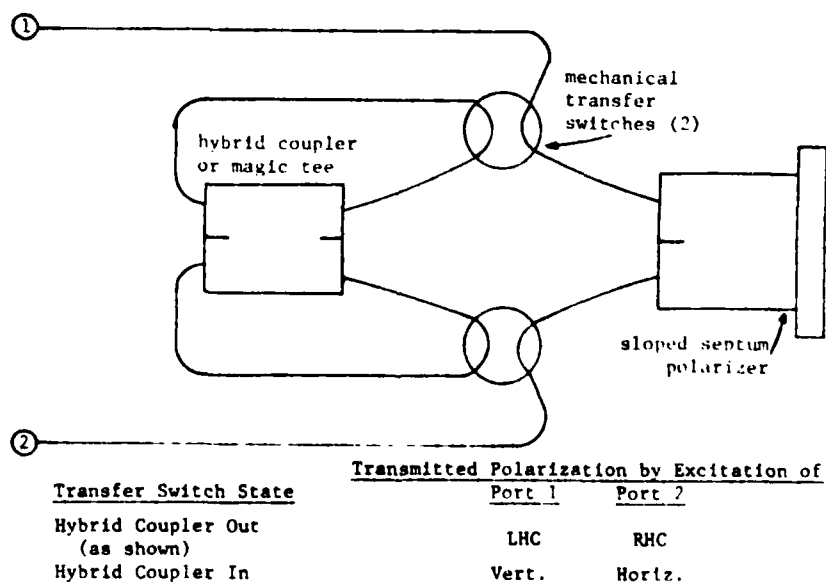 1
mechanical
transfer
switches (2)
hybrid coupler
or magic tee
sloped septum
polarizer
2
Transmitted Polarization by Excitation of
Transfer Switch State Port 1 Port 2
Hybrid Coupler Out
(as shown) LHC RHC
Hybrid Coupler In Vert. Horiz.